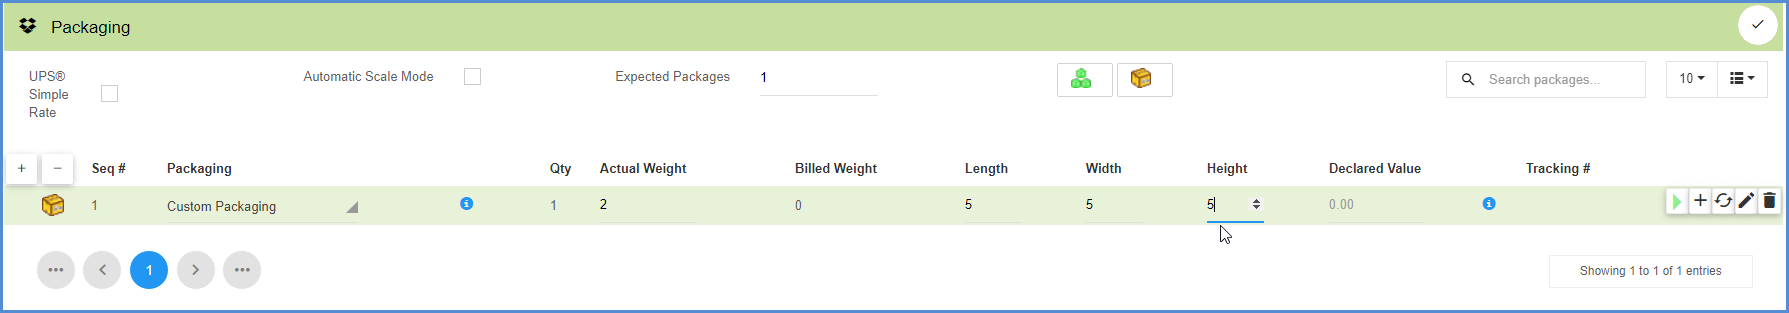 Packaging
UPS®
Simple
Rate
Automatic Scale Mode
Expected Packages
1
Search packages...
10
+
−
Seq #
Packaging
Qty
Actual Weight
Billed Weight
Length
Width
Height
Declared Value
Tracking #
1
Custom Packaging
1
2
0
5
5
5
0.00
1
Showing 1 to 1 of 1 entries